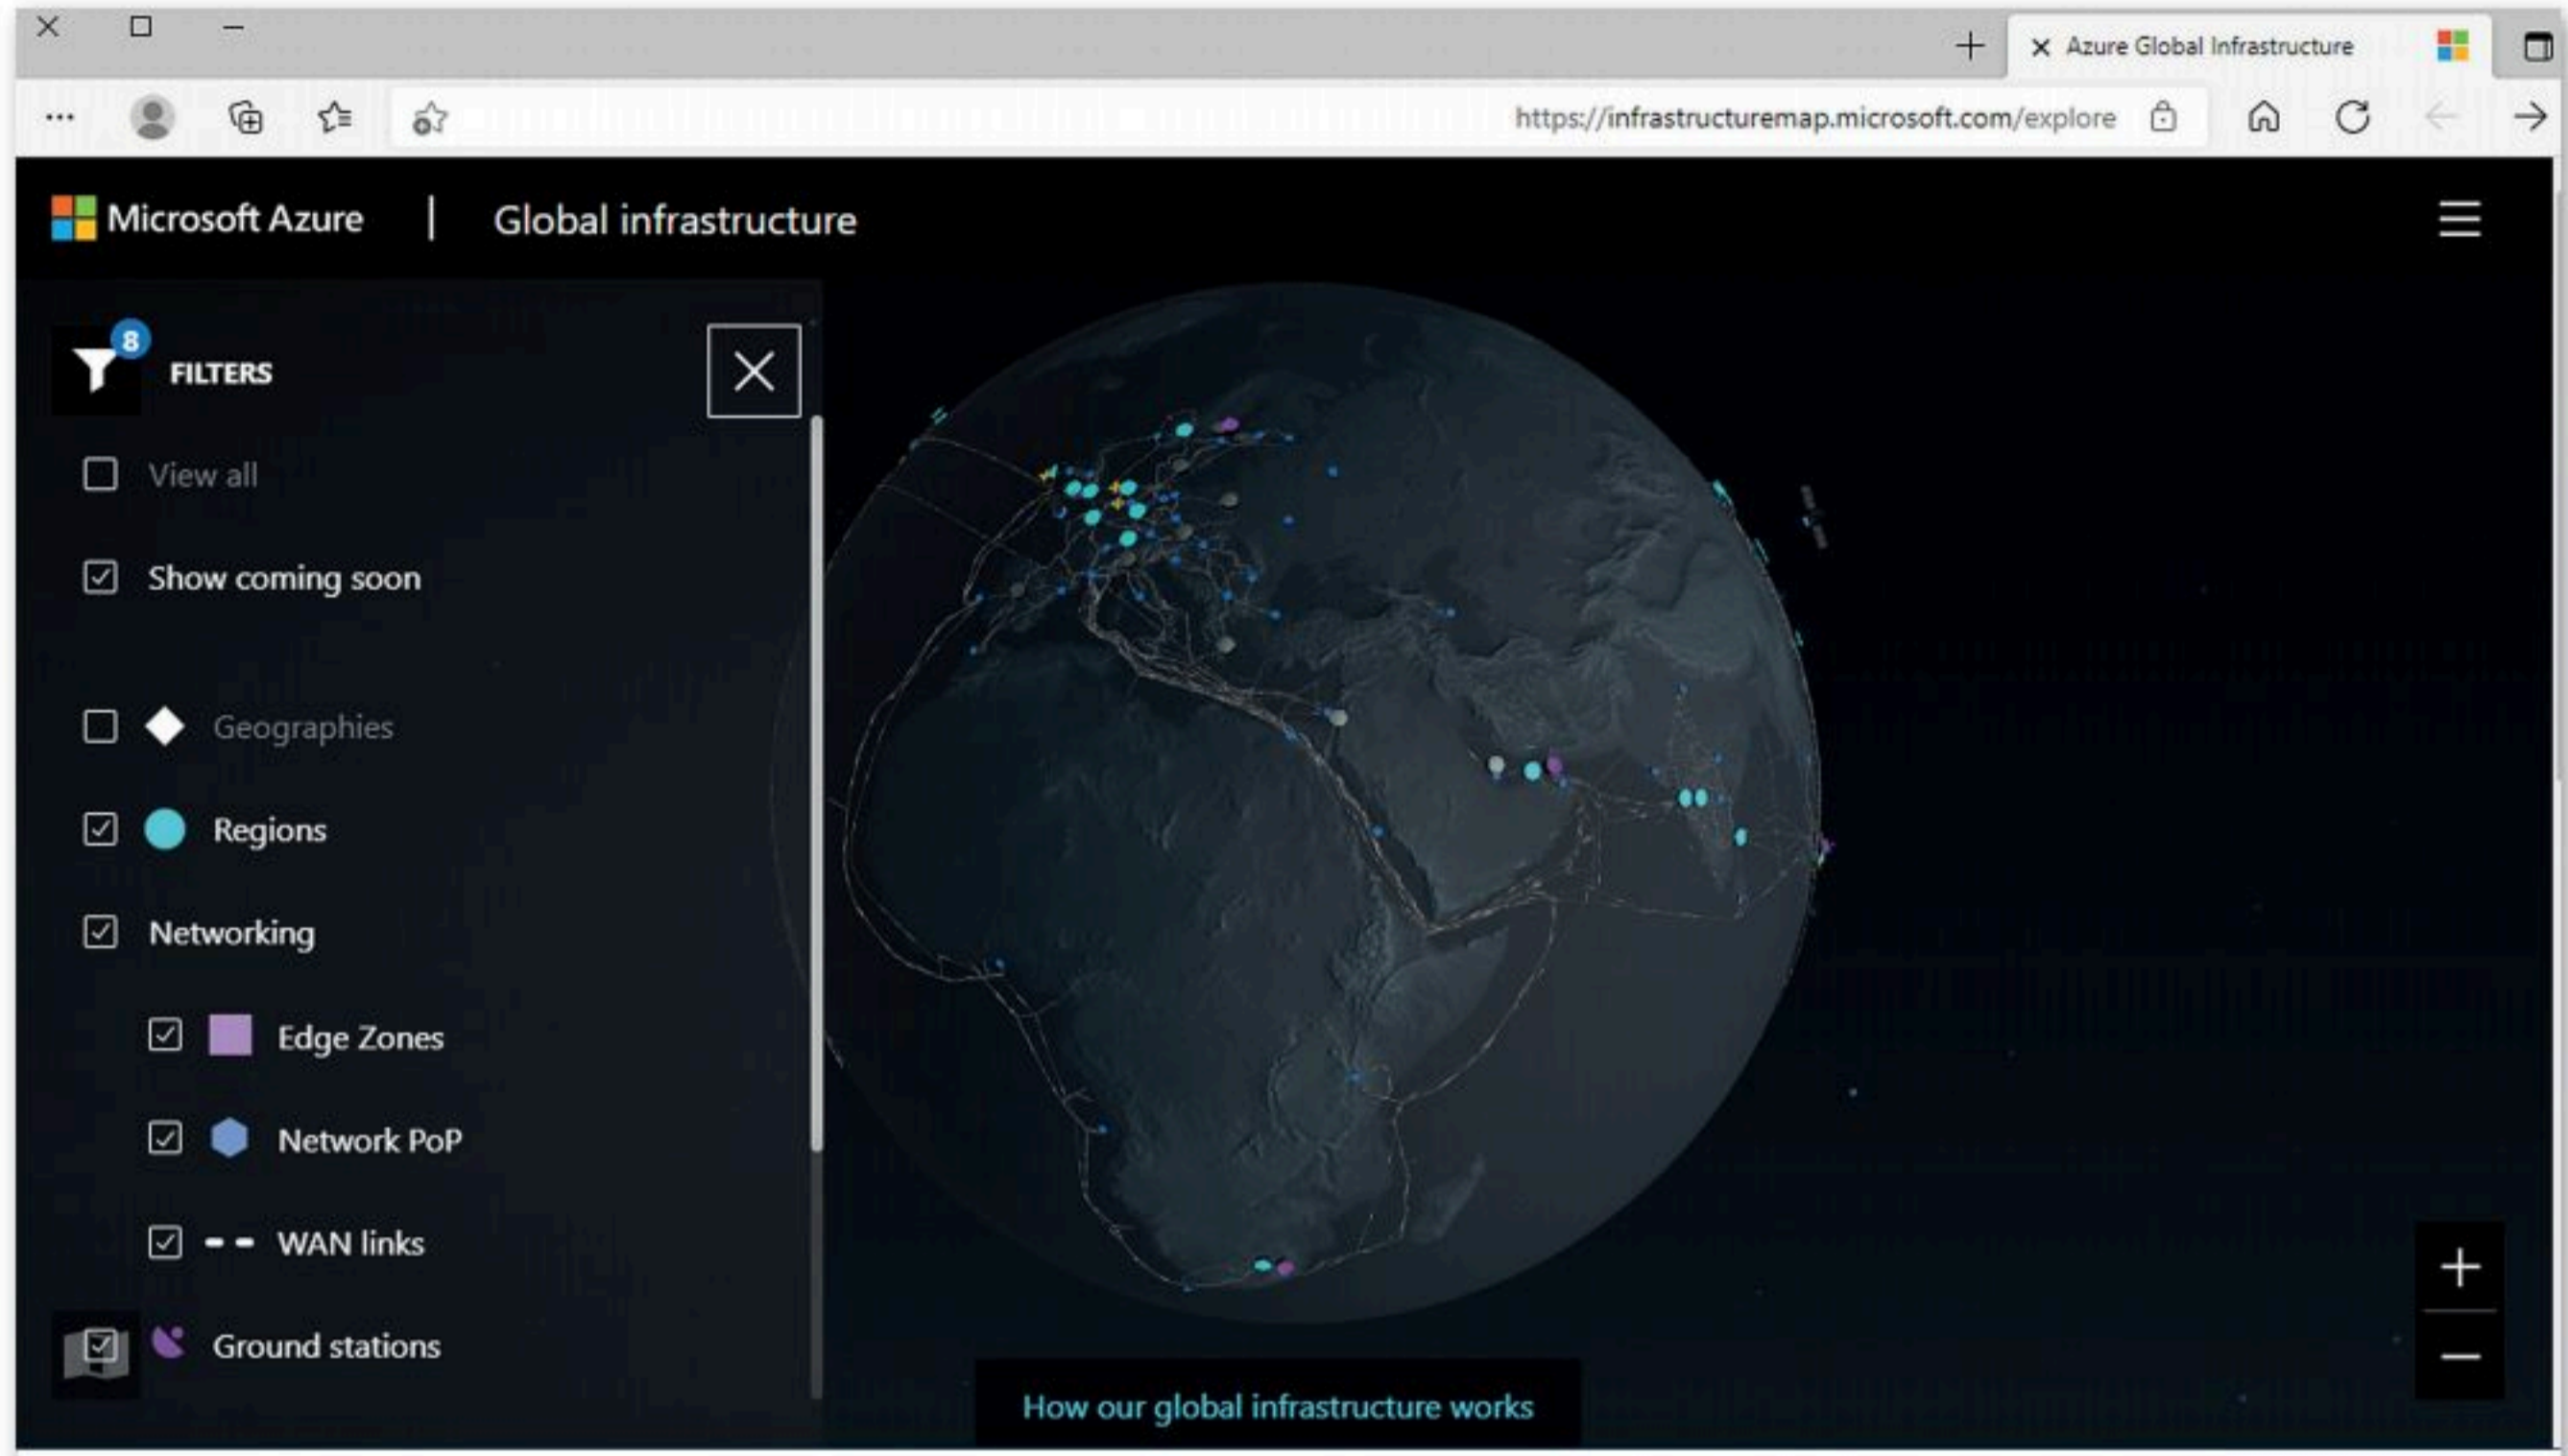 Azure Global Infrastructure
https://infrastructuremap.microsoft.com/explore
Microsoft Azure | Global infrastructure
8
FILTERS
View all
Show coming soon
Geographies
Regions
Networking
Edge Zones
Network PoP
WAN links
Ground stations
How our global infrastructure works